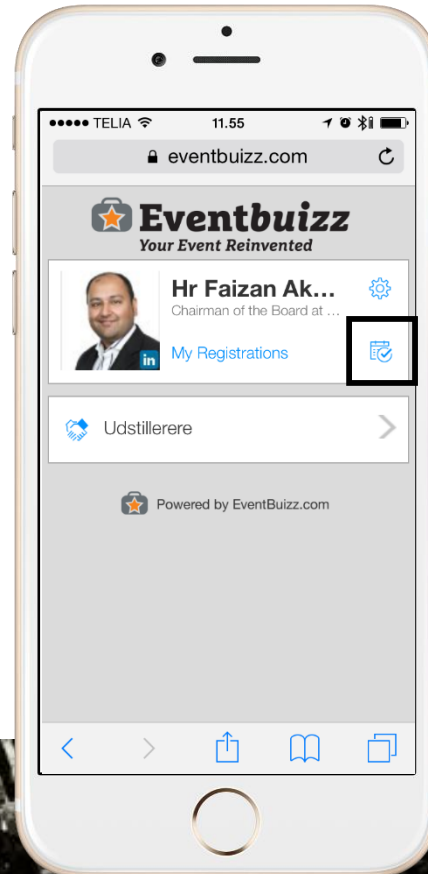 TELIA 11.55
eventbuizz.com
Eventbuizz
Your Event Reinvented
Hr Faizan Ak...
Chairman of the Board at ...
in
My Registrations
Udstillerere
Powered by EventBuizz.com